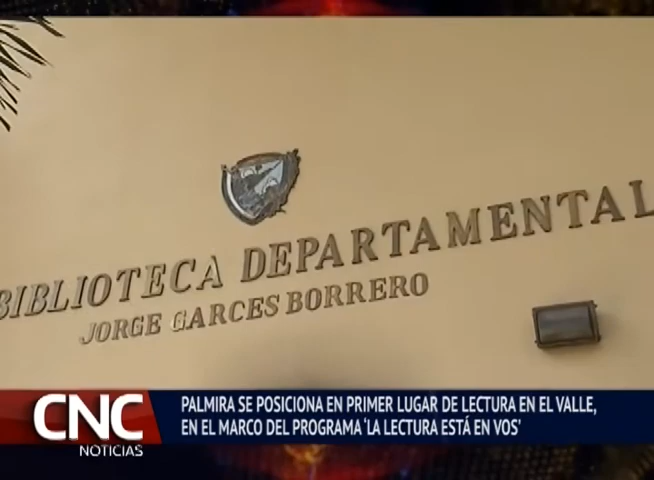 BIBLIOTECA DEPARTAMENTAL
JORGE GARCES BORRERO
CNC
NOTICIAS
PALMIRA SE POSICIONA EN PRIMER LUGAR DE LECTURA EN EL VALLE,
EN EL MARCO DEL PROGRAMA 'LA LECTURA ESTÁ EN VOS'